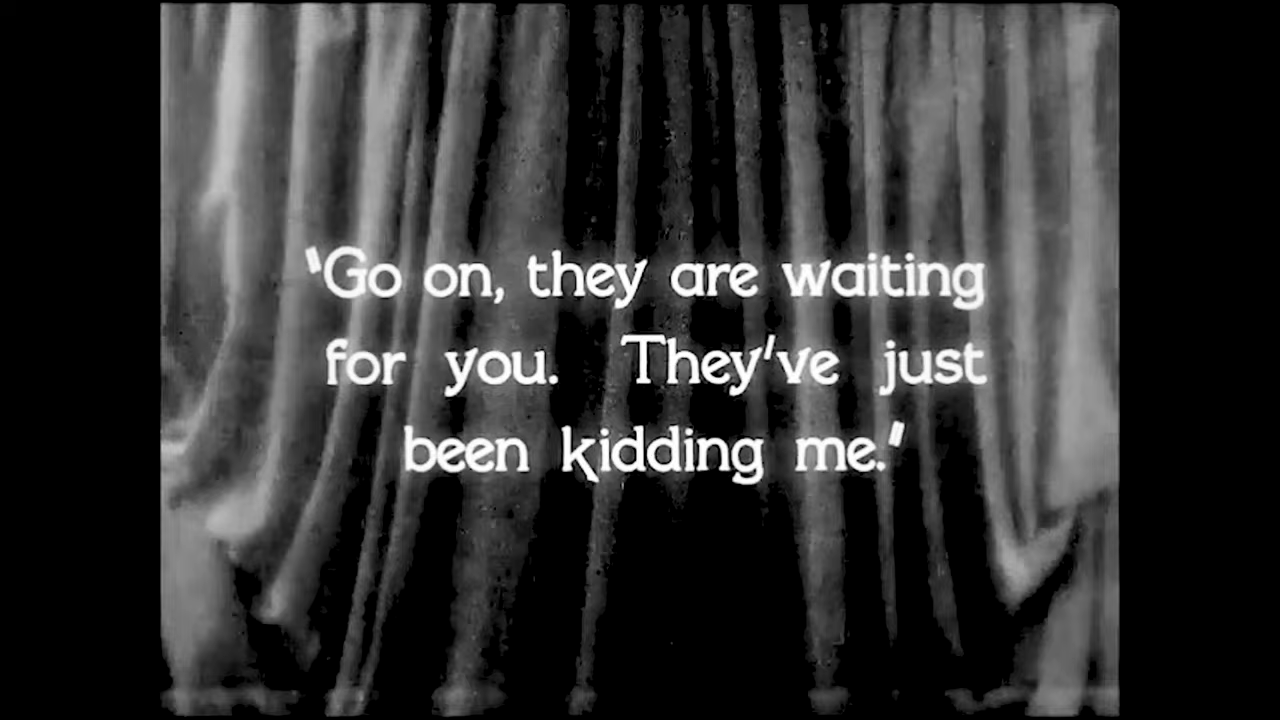 "Go on, they are waiting
for you. They've just
been kidding me."